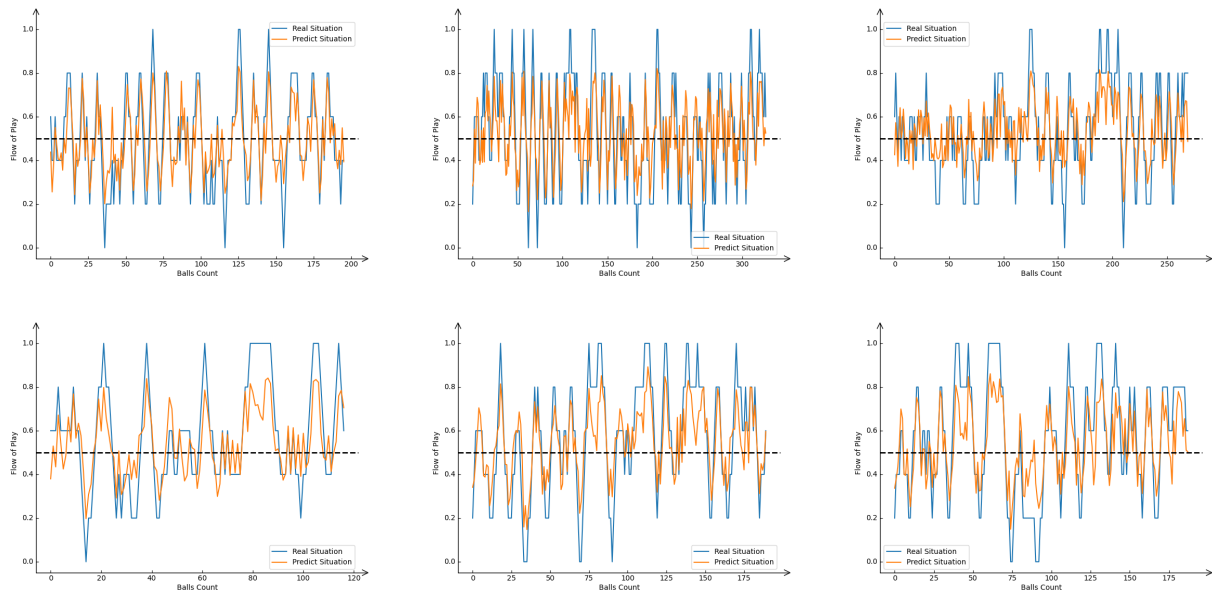 1.0
0.8
0.6
0.4
0.2
0.0
Flow of Play
Real Situation
Predict Situation
0 25 50 75 100 125 150 175 200
Balls Count
1.0
0.8
0.6
0.4
0.2
0.0
Flow of Play
Real Situation
Predict Situation
0 50 100 150 200 250 300
Balls Count
1.0
0.8
0.6
0.4
0.2
0.0
Flow of Play
Real Situation
Predict Situation
0 50 100 150 200 250
Balls Count
1.0
0.8
0.6
0.4
0.2
0.0
Flow of Play
Real Situation
Predict Situation
0 20 40 60 80 100 120
Balls Count
1.0
0.8
0.6
0.4
0.2
0.0
Flow of Play
Real Situation
Predict Situation
0 25 50 75 100 125 150 175
Balls Count
1.0
0.8
0.6
0.4
0.2
0.0
Flow of Play
Real Situation
Predict Situation
0 25 50 75 100 125 150 175
Balls Count